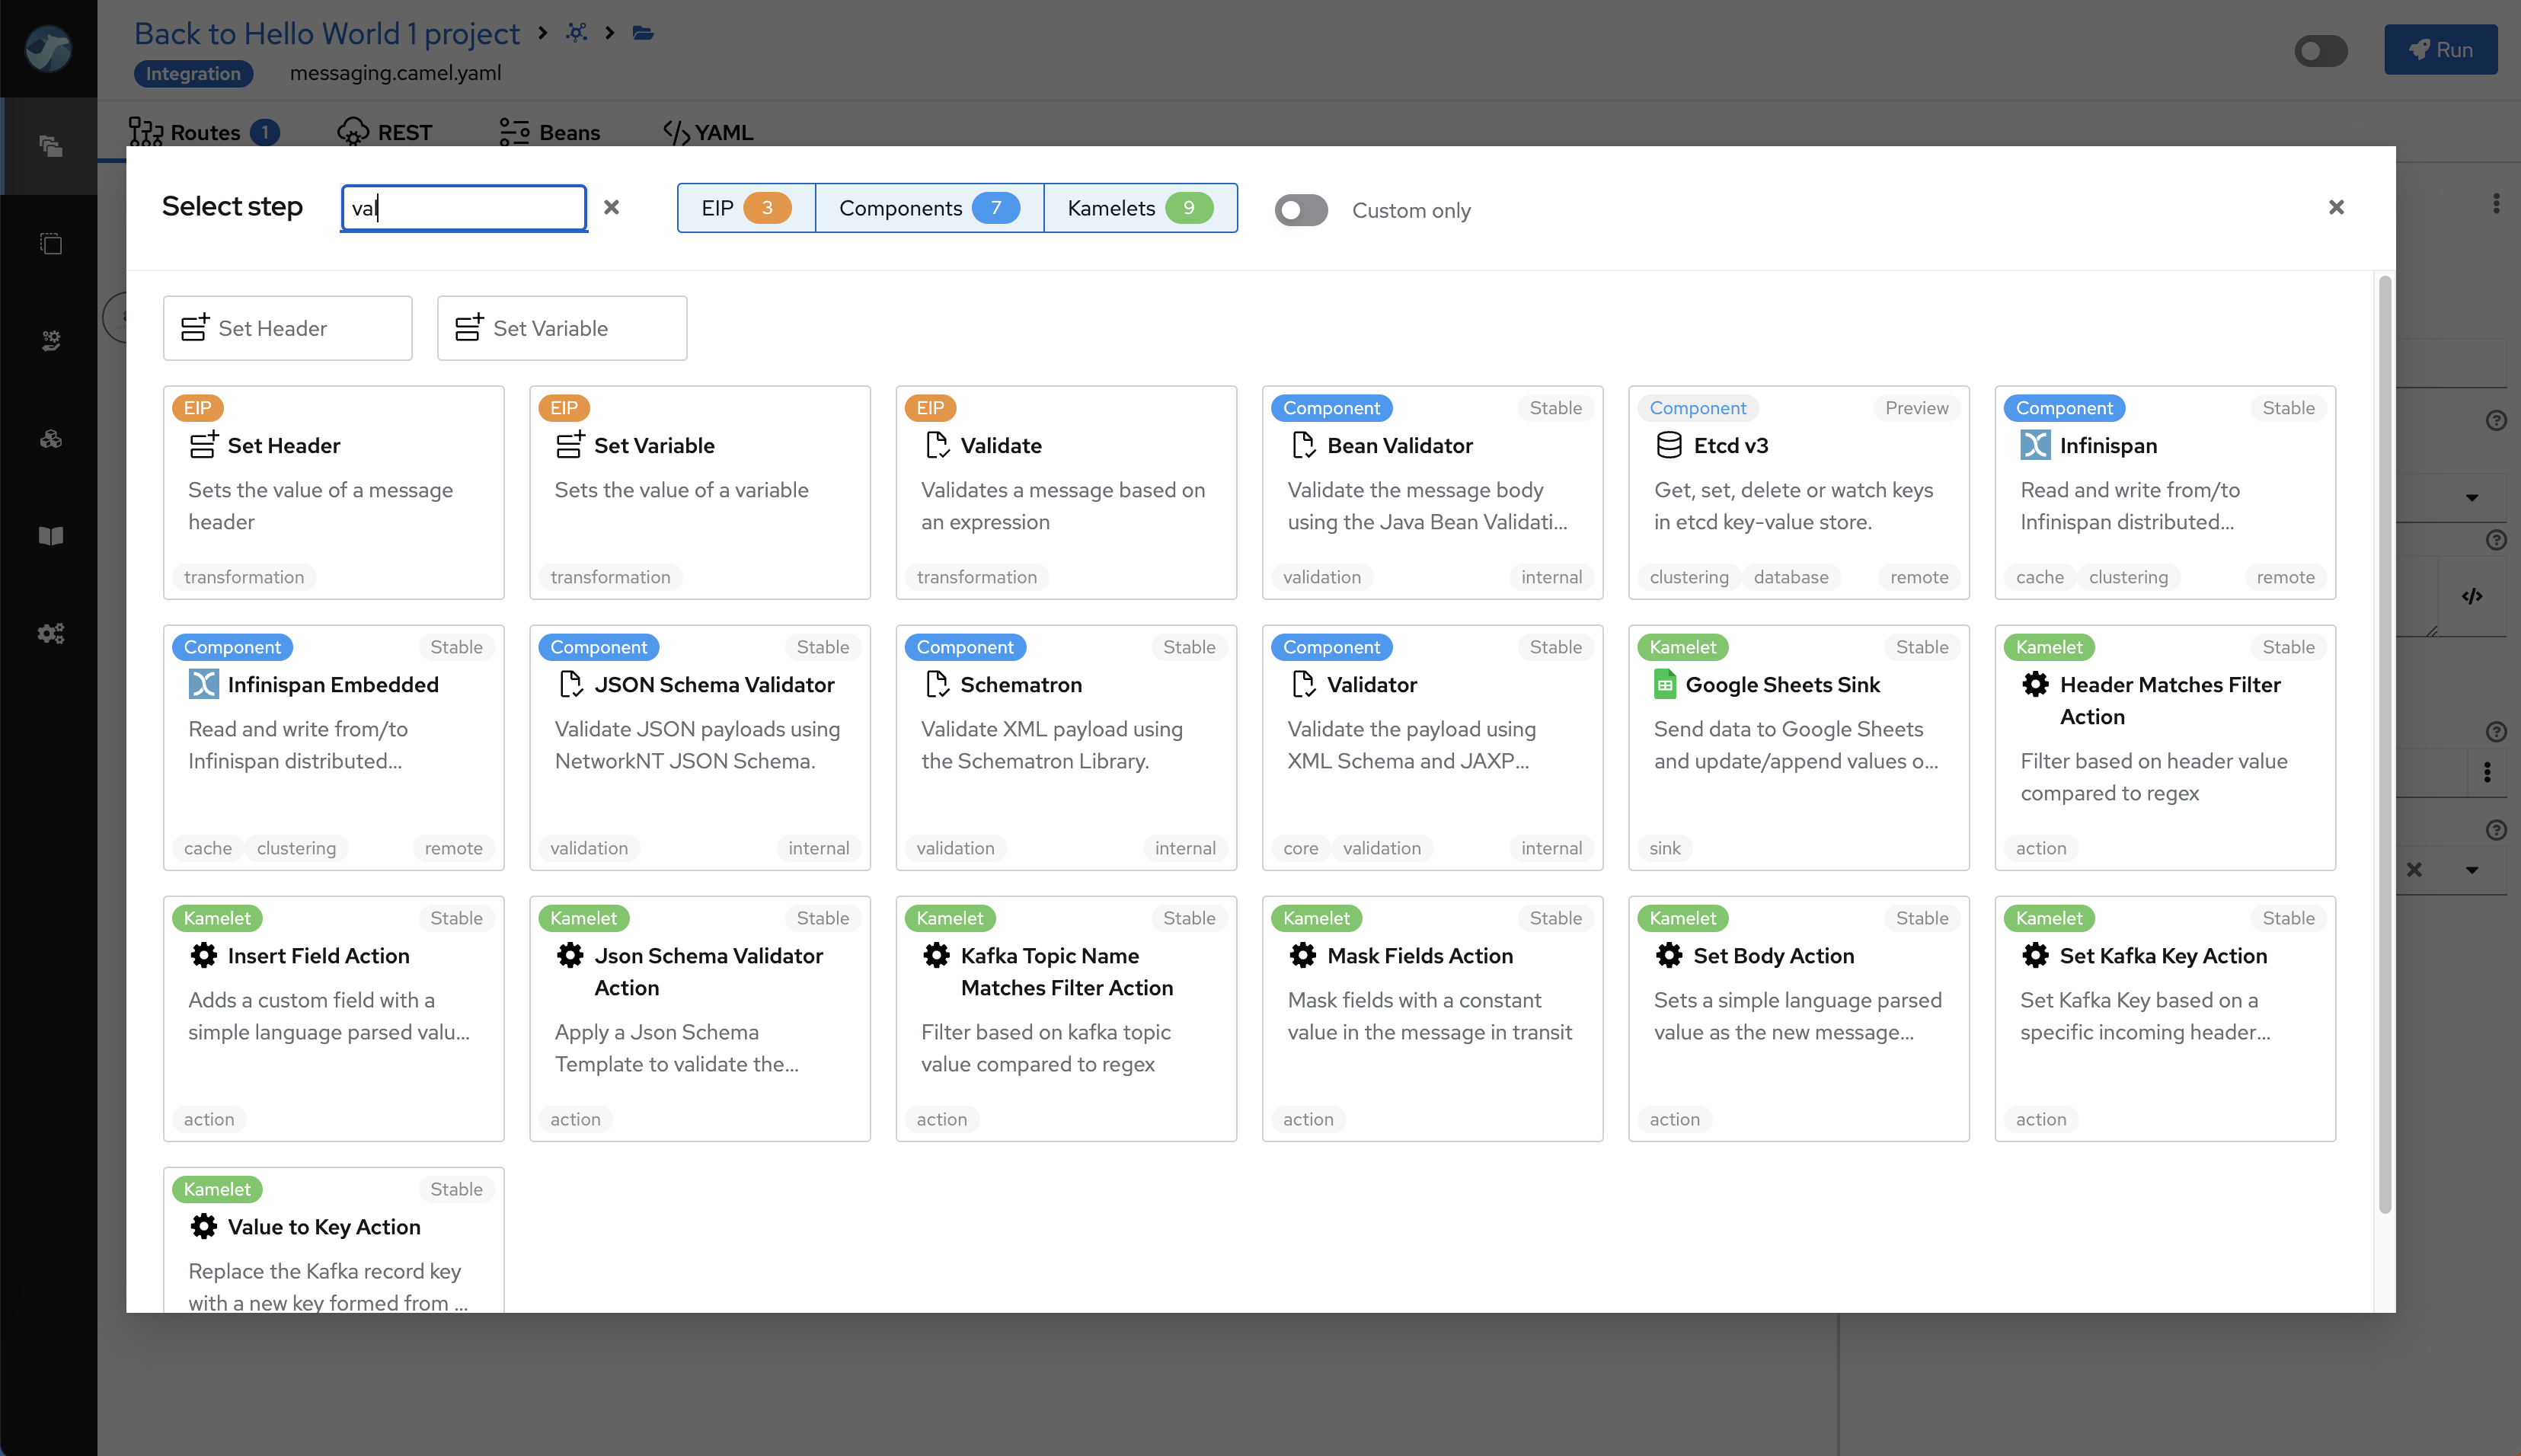 Back to Hello World 1 project
Run
Integration
messaging.camel.yaml
Routes 1
REST
Beans
YAML
Select step
val
EIP 3
Components 7
Kamelets 9
Custom only
Set Header
Set Variable
EIP
Set Header
Sets the value of a message
header
transformation
EIP
Set Variable
Sets the value of a variable
transformation
EIP
Validate
Validates a message based on
an expression
transformation
Component
Stable
Bean Validator
Validate the message body
using the Java Bean Validati...
validation
internal
Component
Preview
Etcd v3
Get, set, delete or watch keys
in etcd key-value store.
clustering
database
remote
Component
Stable
Infinispan
Read and write from/to
Infinispan distributed...
cache
clustering
remote
Component
Stable
Infinispan Embedded
Read and write from/to
Infinispan distributed...
cache
clustering
remote
Component
Stable
JSON Schema Validator
Validate JSON payloads using
NetworkNT JSON Schema.
validation
internal
Component
Stable
Schematron
Validate XML payload using
the Schematron Library.
validation
internal
Component
Stable
Validator
Validate the payload using
XML Schema and JAXP...
core
validation
internal
Kamelet
Stable
Google Sheets Sink
Send data to Google Sheets
and update/append values o...
sink
Kamelet
Stable
Header Matches Filter
Action
Filter based on header value
compared to regex
action
Kamelet
Stable
Insert Field Action
Adds a custom field with a
simple language parsed valu...
action
Kamelet
Stable
Json Schema Validator
Action
Apply a Json Schema
Template to validate the...
action
Kamelet
Stable
Kafka Topic Name
Matches Filter Action
Filter based on kafka topic
value compared to regex
action
Kamelet
Stable
Mask Fields Action
Mask fields with a constant
value in the message in transit
action
Kamelet
Stable
Set Body Action
Sets a simple language parsed
value as the new message...
action
Kamelet
Stable
Set Kafka Key Action
Set Kafka Key based on a
specific incoming header...
action
Kamelet
Stable
Value to Key Action
Replace the Kafka record key
with a new key formed from ...